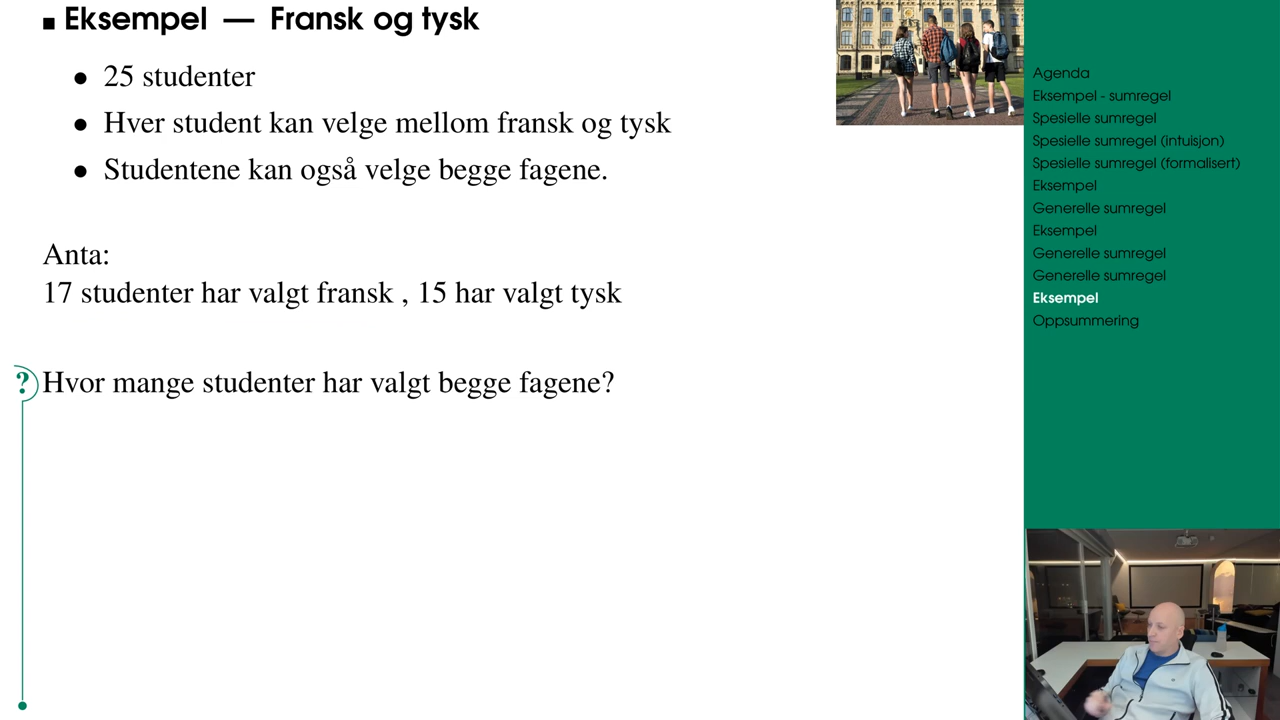 Eksempel — Fransk og tysk
• 25 studenter
• Hver student kan velge mellom fransk og tysk
• Studentene kan også velge begge fagene.
Anta:
17 studenter har valgt fransk , 15 har valgt tysk
? Hvor mange studenter har valgt begge fagene?
Agenda
Eksempel - sumregel
Spesielle sumregel
Spesielle sumregel (intuisjon)
Spesielle sumregel (formalisert)
Eksempel
Generelle sumregel
Eksempel
Generelle sumregel
Generelle sumregel
Eksempel
Oppsummering